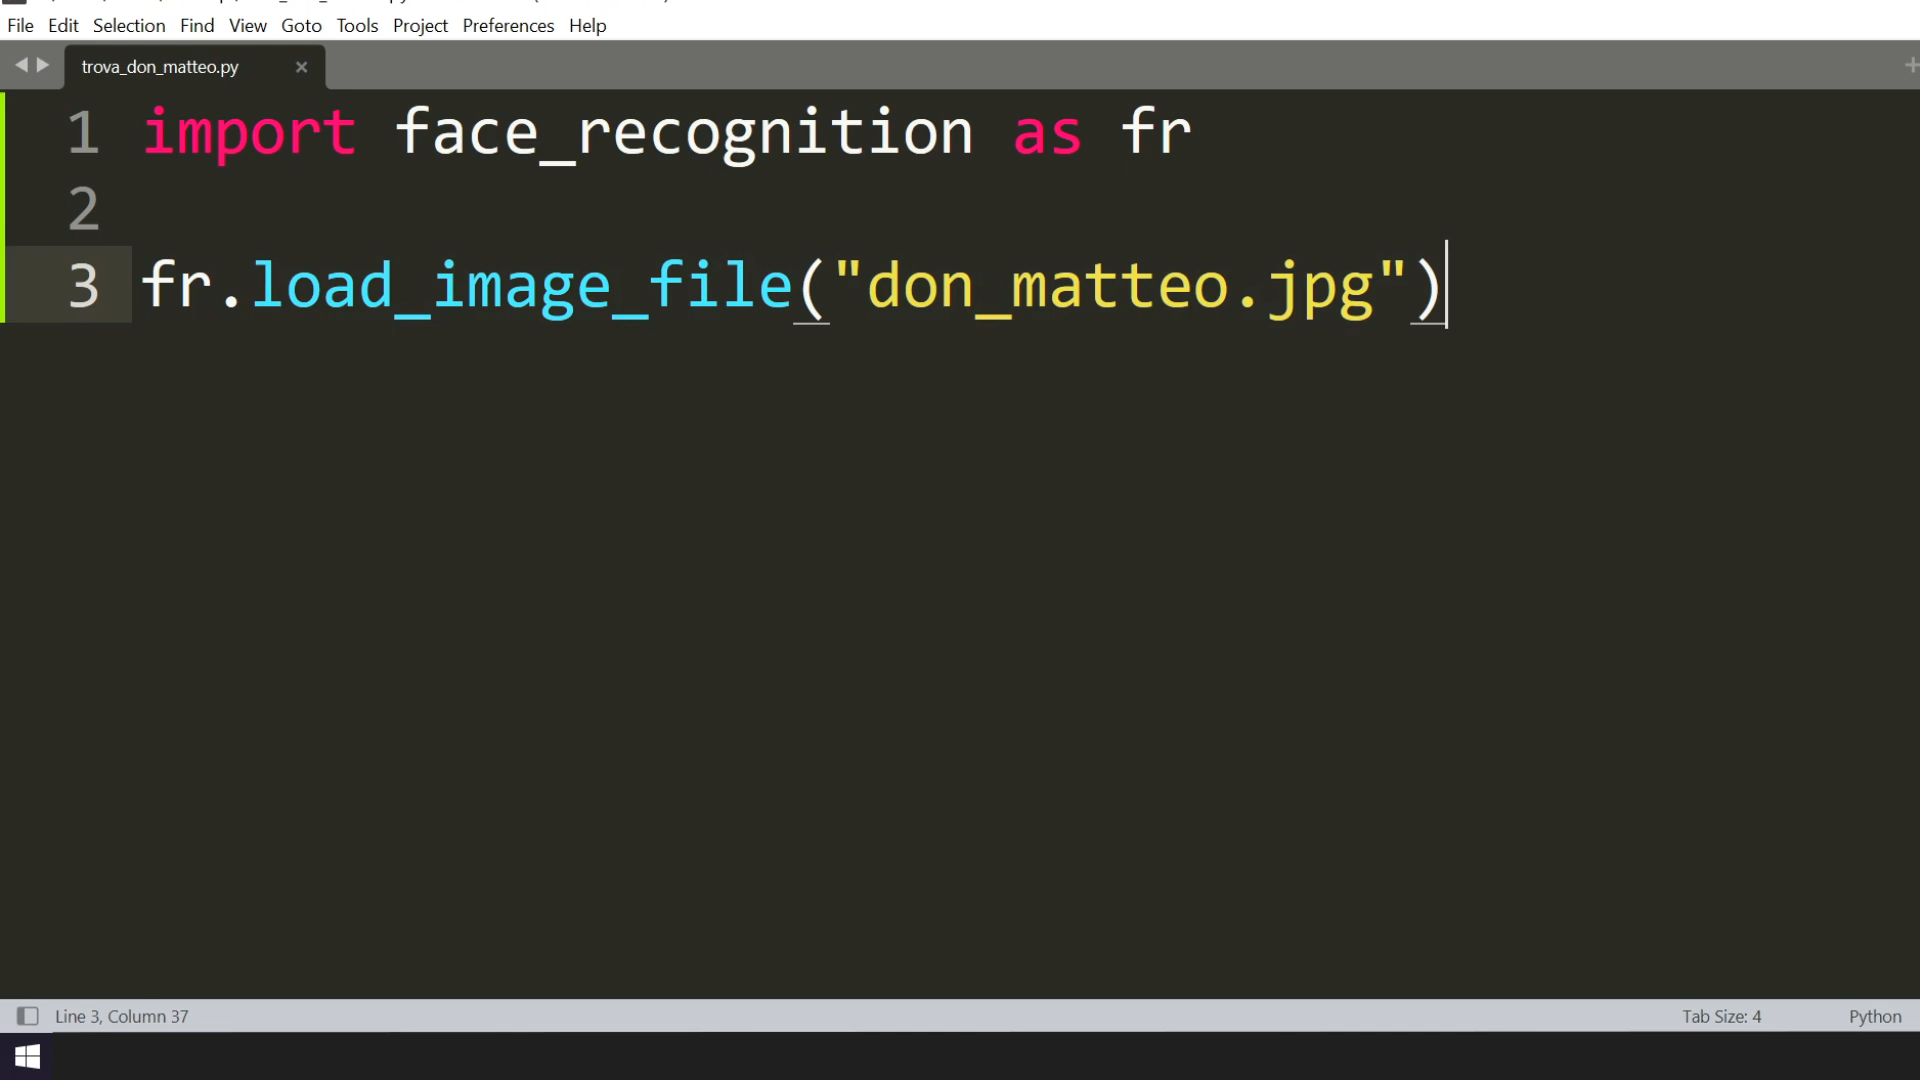 File Edit Selection Find View Goto Tools Project Preferences Help
trova_don_matteo.py ×
1 import face_recognition as fr
2
3 fr.load_image_file("don_matteo.jpg")
Line 3, Column 37 Tab Size: 4 Python